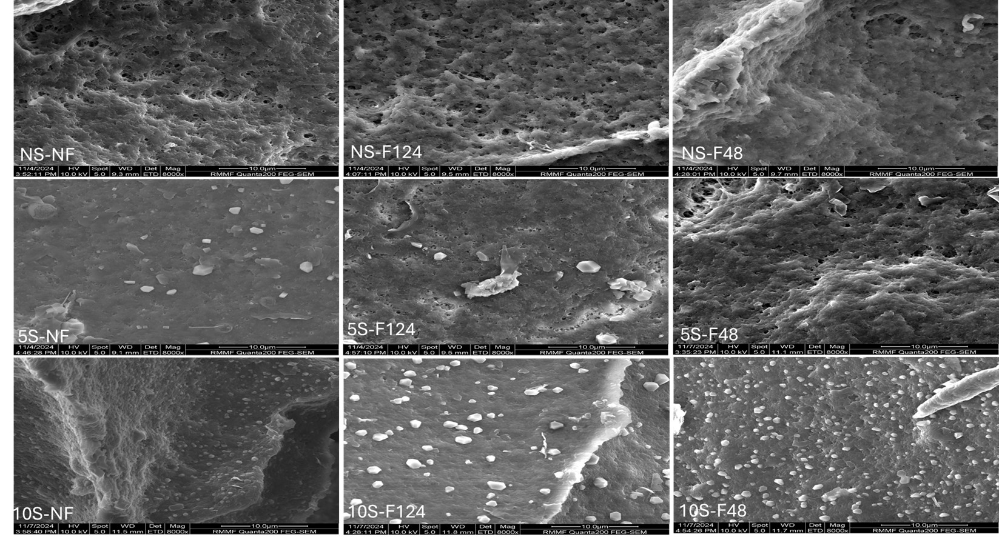 NS-NF
11/4/2024 HV Spot WD Det Mag 10.0µm
3:52:11 PM 10.0 kV 5.0 9.3 mm ETD 8000x RMMF Quanta200 FEG-SEM
NS-F124
11/4/2024 HV Spot WD Det Mag 10.0µm
4:07:11 PM 10.0 kV 5.0 9.5 mm ETD 8000x RMMF Quanta200 FEG-SEM
NS-F48
11/4/2024 HV Spot WD Det Mag 10.0µm
4:28:01 PM 10.0 kV 5.0 9.7 mm ETD 8000x RMMF Quanta200 FEG-SEM
5S-NF
11/4/2024 HV Spot WD Det Mag 10.0µm
4:46:28 PM 10.0 kV 5.0 9.1 mm ETD 8000x RMMF Quanta200 FEG-SEM
5S-F124
11/4/2024 HV Spot WD Det Mag 10.0µm
4:57:10 PM 10.0 kV 5.0 9.5 mm ETD 8000x RMMF Quanta200 FEG-SEM
5S-F48
11/7/2024 HV Spot WD Det Mag 10.0µm
3:35:23 PM 10.0 kV 5.0 11.1 mm ETD 8000x RMMF Quanta200 FEG-SEM
10S-NF
11/7/2024 HV Spot WD Det Mag 10.0µm
3:58:40 PM 10.0 kV 5.0 11.5 mm ETD 8000x RMMF Quanta200 FEG-SEM
10S-F124
11/7/2024 HV Spot WD Det Mag 10.0µm
4:28:11 PM 10.0 kV 5.0 11.8 mm ETD 8000x RMMF Quanta200 FEG-SEM
10S-F48
11/7/2024 HV Spot WD Det Mag 10.0µm
4:54:26 PM 10.0 kV 5.0 11.7 mm ETD 8000x RMMF Quanta200 FEG-SEM